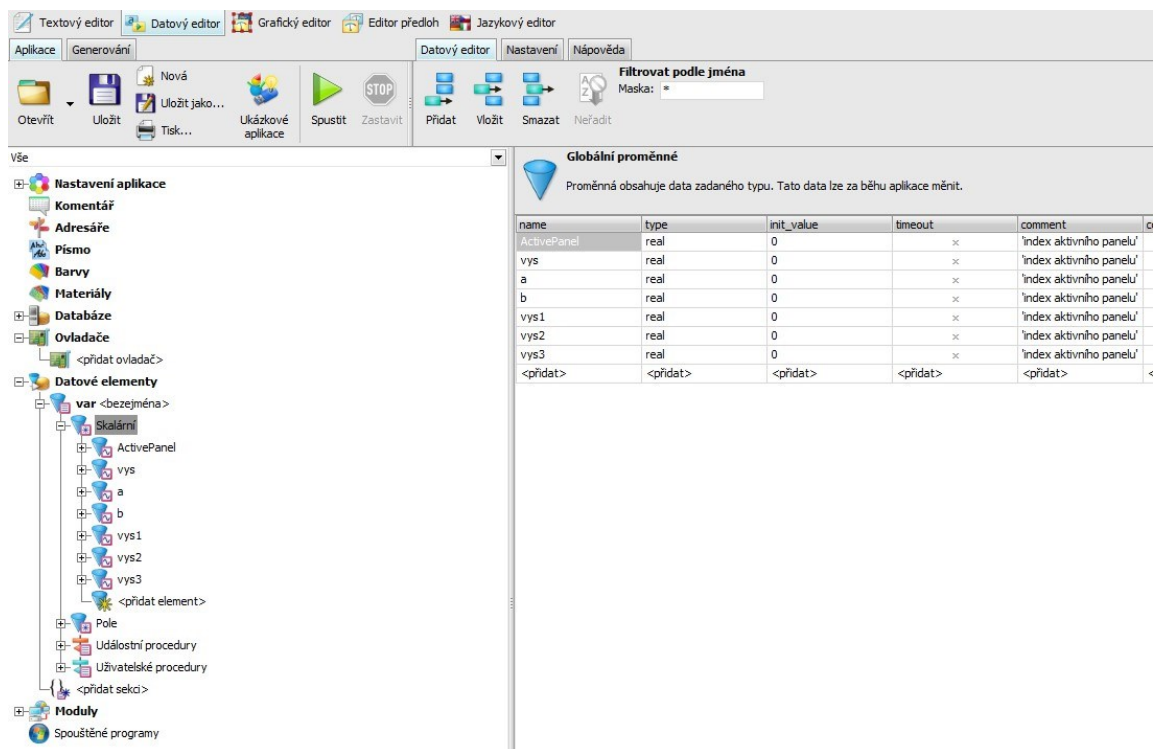 Textový editor Datový editor Grafický editor Editor předloh Jazykový editor
Aplikace Generování Datový editor Nastavení Nápověda
Otevřít Uložit Nová Uložit jako... Tisk... Ukázkové aplikace Spustit STOP Zastavit Přidat Vložit Smazat A Z Neřadit Filtrovat podle jména Maska: *
Vše
Nastavení aplikace
Komentář
Adresáře
Písmo
Barvy
Materiály
Databáze
Ovladače
<přidat ovladač>
Datové elementy
var <bezejména>
Skalární
ActivePanel
vys
a
b
vys1
vys2
vys3
<přidat element>
Pole
Událostní procedury
Uživatelské procedury
<přidat sekci>
Moduly
Spouštěné programy
Globální proměnné
Proměnná obsahuje data zadaného typu. Tato data lze za běhu aplikace měnit.
name type init_value timeout comment
ActivePanel real 0 × 'index aktivního panelu'
vys real 0 × 'index aktivního panelu'
a real 0 × 'index aktivního panelu'
b real 0 × 'index aktivního panelu'
vys1 real 0 × 'index aktivního panelu'
vys2 real 0 × 'index aktivního panelu'
vys3 real 0 × 'index aktivního panelu'
<přidat> <přidat> <přidat> <přidat> <přidat>